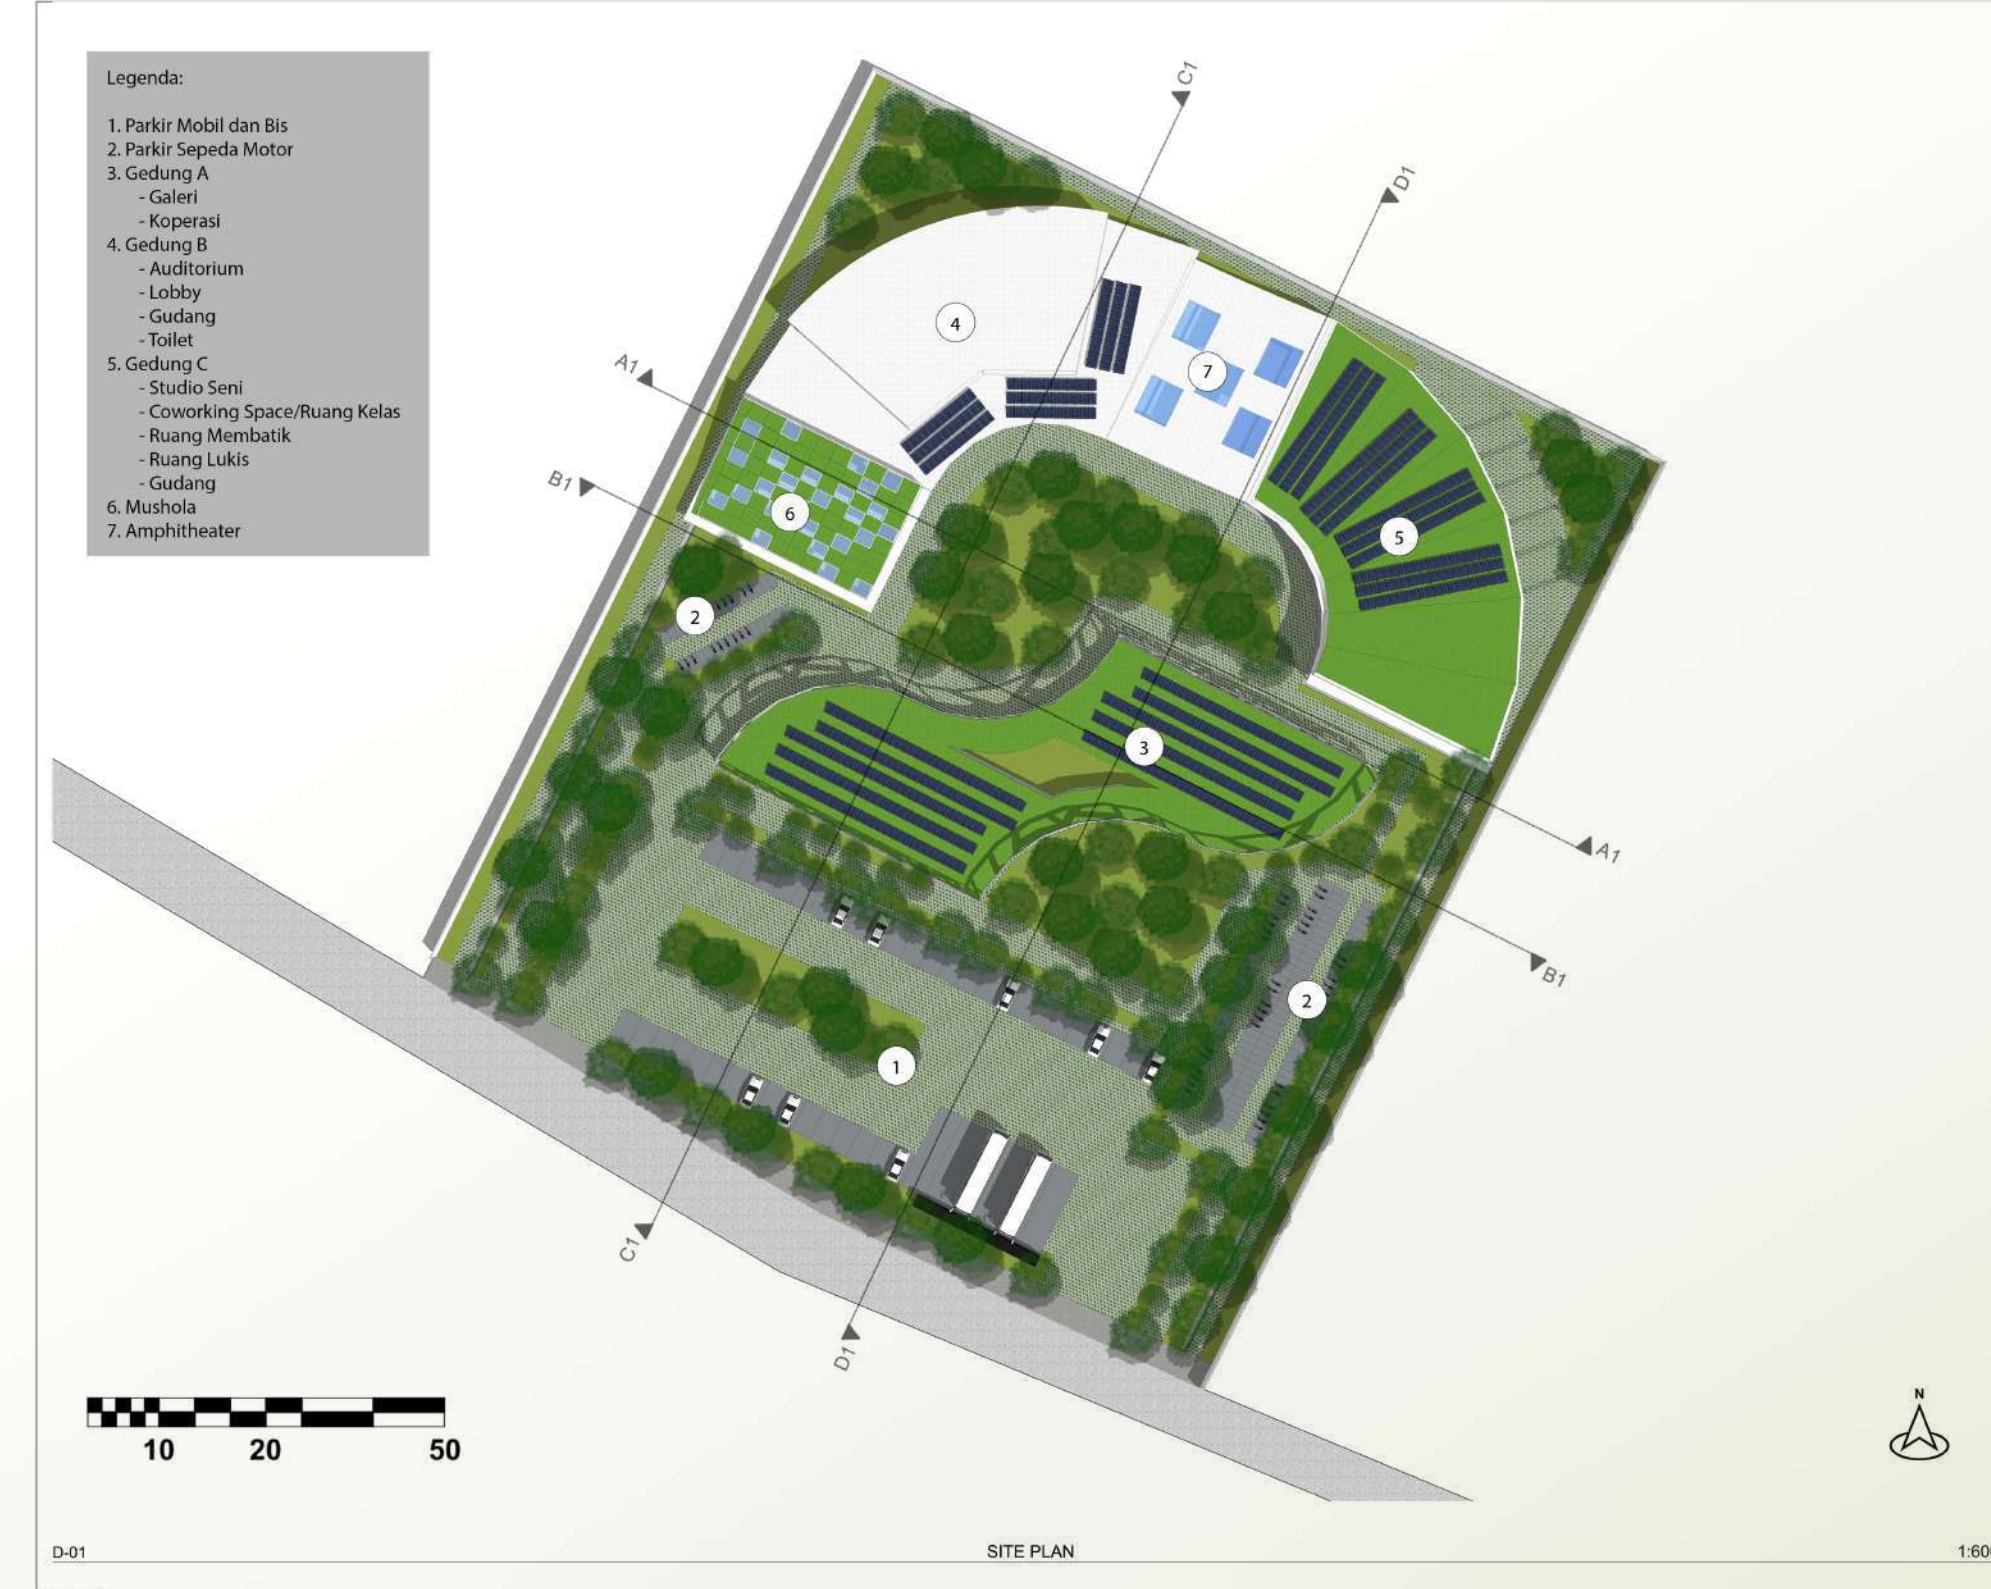 Legenda:
1. Parkir Mobil dan Bis
2. Parkir Sepeda Motor
3. Gedung A
- Galeri
- Koperasi
4. Gedung B
- Auditorium
- Lobby
- Gudang
- Toilet
5. Gedung C
- Studio Seni
- Coworking Space/Ruang Kelas
- Ruang Membatik
- Ruang Lukis
- Gudang
6. Mushola
7. Amphitheater
C1
D1
A1
B1
4
7
6
5
2
3
A1
B1
2
1
C1
D1
10 20 50
N
D-01
SITE PLAN